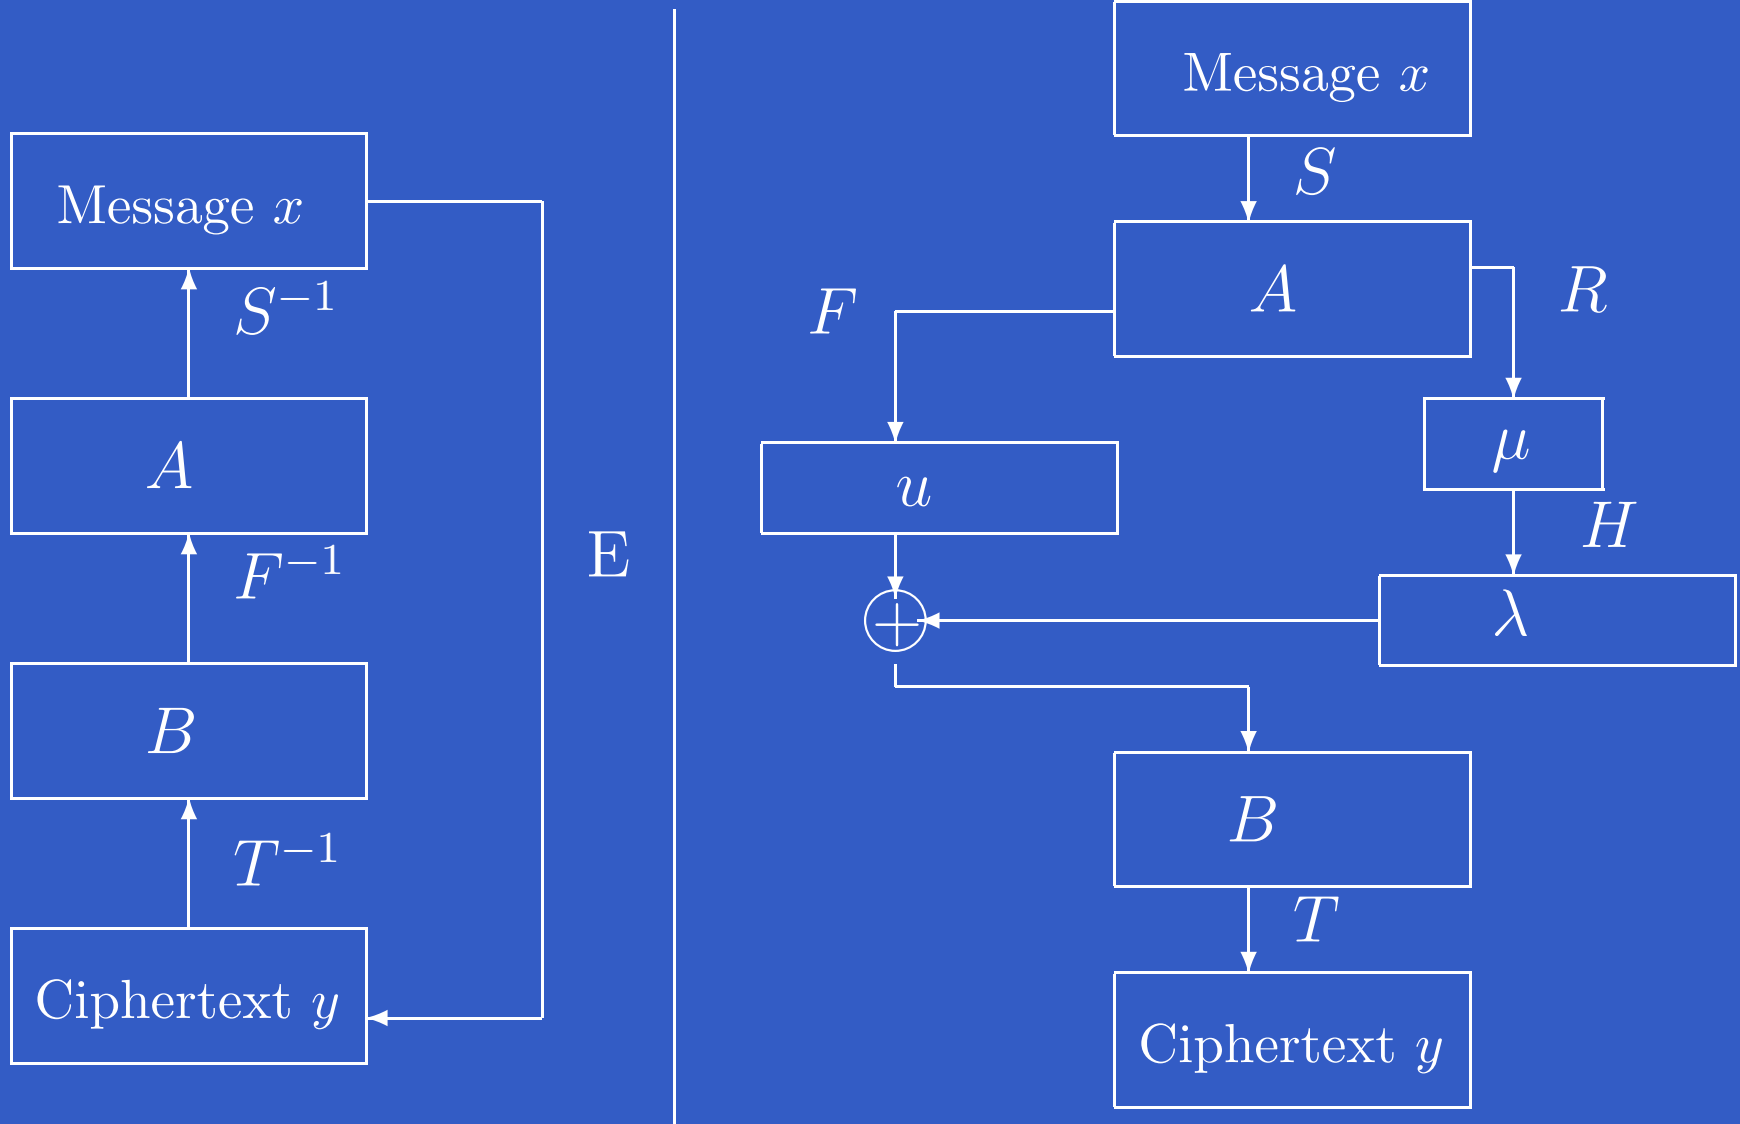 Message x
S⁻¹
A
F⁻¹
E
B
T⁻¹
Ciphertext y
Message x
S
A
F
R
μ
u
H
λ
+
B
T
Ciphertext y